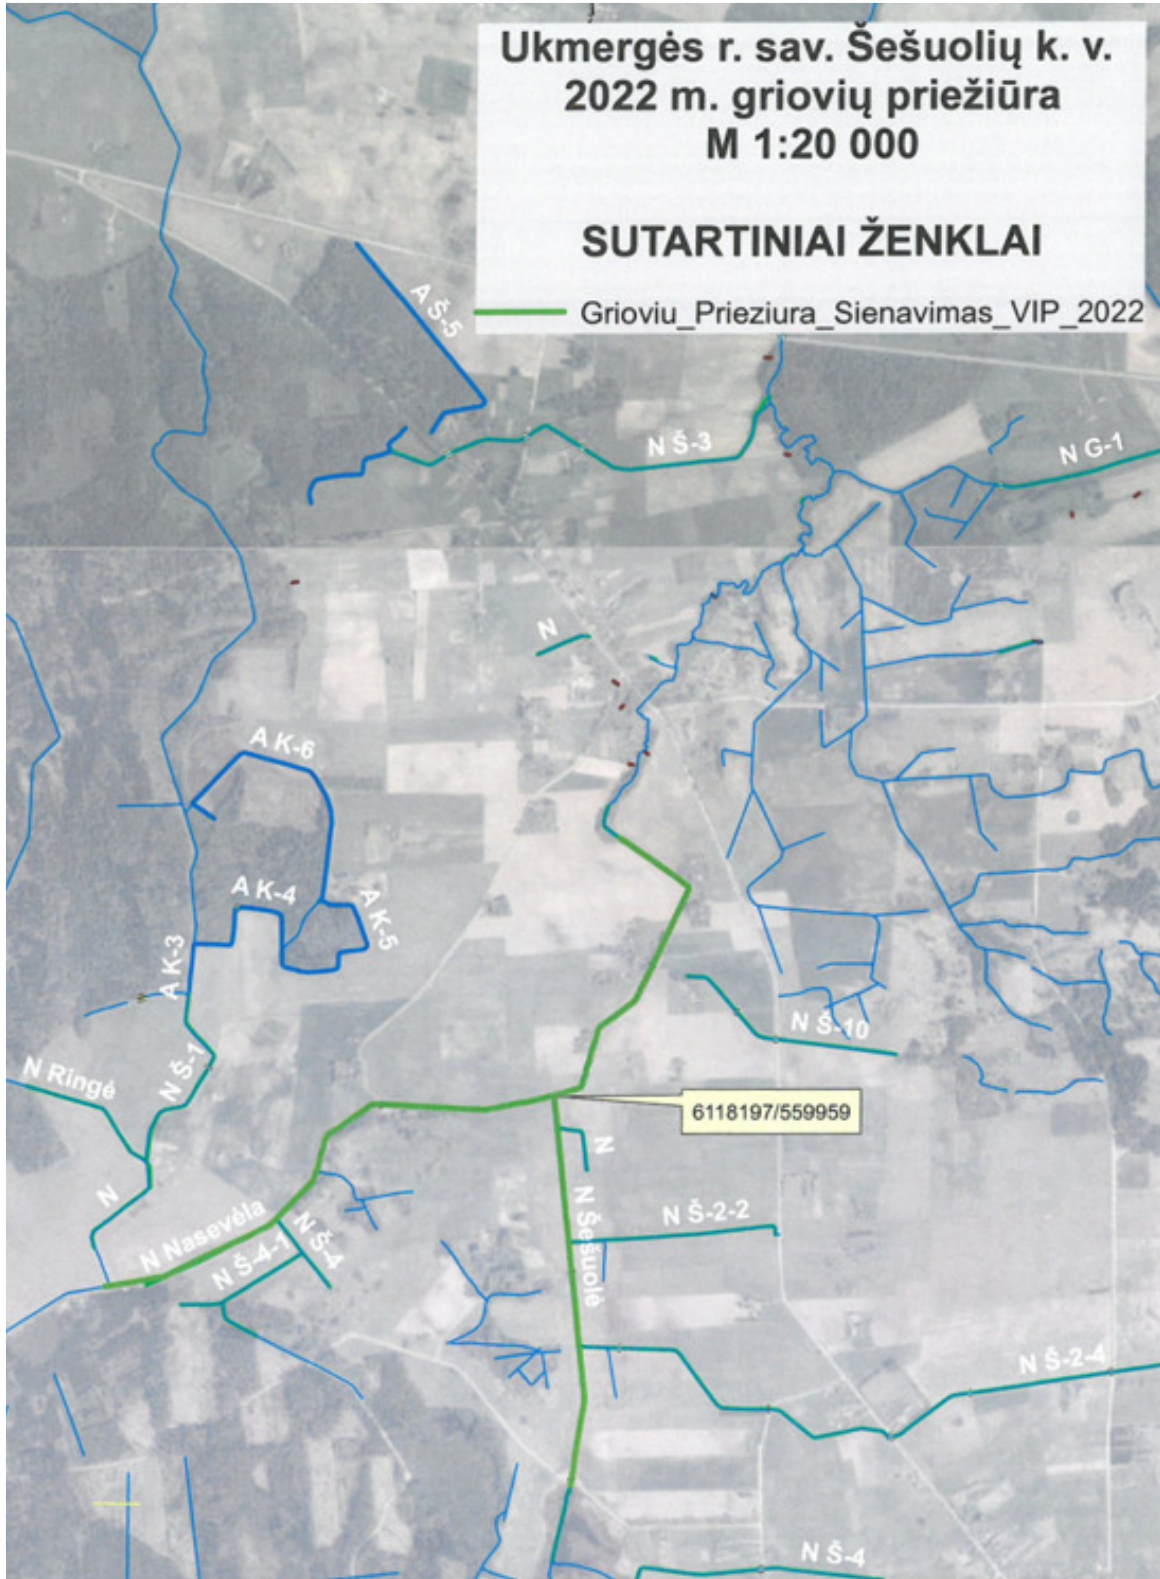 Ukmergės r. sav. Šešuolių k. v.
2022 m. griovių priežiūra
M 1:20 000
SUTARTINIAI ŽENKLAI
Grioviu_Prieziura_Sienavimas_VIP_2022
A Š-5
N Š-3
N G-1
N
A K-6
A K-4
A K-5
A K-3
N Š-10
N Š-1
N Ringė
6118197/559959
N
N
N Šešuolė
N Š-2-2
N Nasevėla
N Š-4
N Š-4-1
N Š-2-4
N Š-4